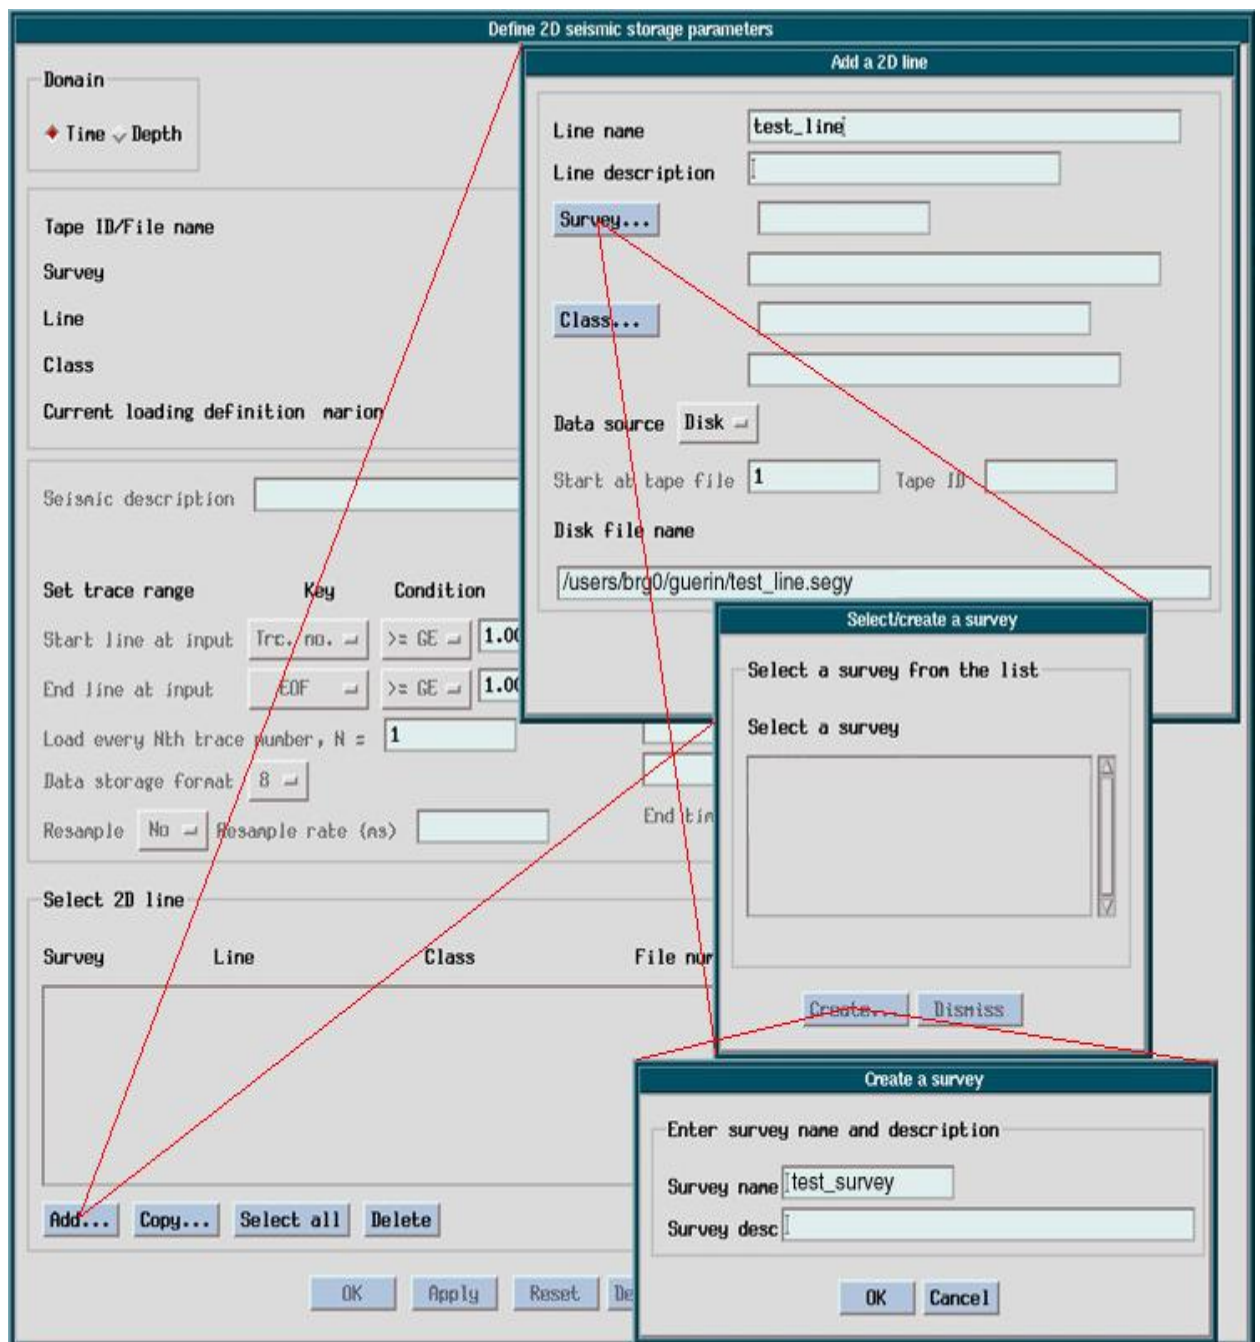 Define 2D seismic storage parameters
Domain
Time Depth
Tape ID/File name
Survey
Line
Class
Current loading definition marion
Seismic description
Set trace range Key Condition
Start line at input Trc. no. >= GE 1.00
End line at input EOF >= GE 1.00
Load every Nth trace number, N = 1
Data storage format 8
Resample No Resample rate (ms)
End tim
Select 2D line
Survey Line Class File num
Add... Copy... Select all Delete
OK Apply Reset De
Add a 2D line
Line name test_line
Line description
Survey...
Class...
Data source Disk
Start at tape file 1 Tape ID
Disk file name
/users/brg0/guerin/test_line.segy
Select/create a survey
Select a survey from the list
Select a survey
Create... Dismiss
Create a survey
Enter survey name and description
Survey name test_survey
Survey desc
OK Cancel